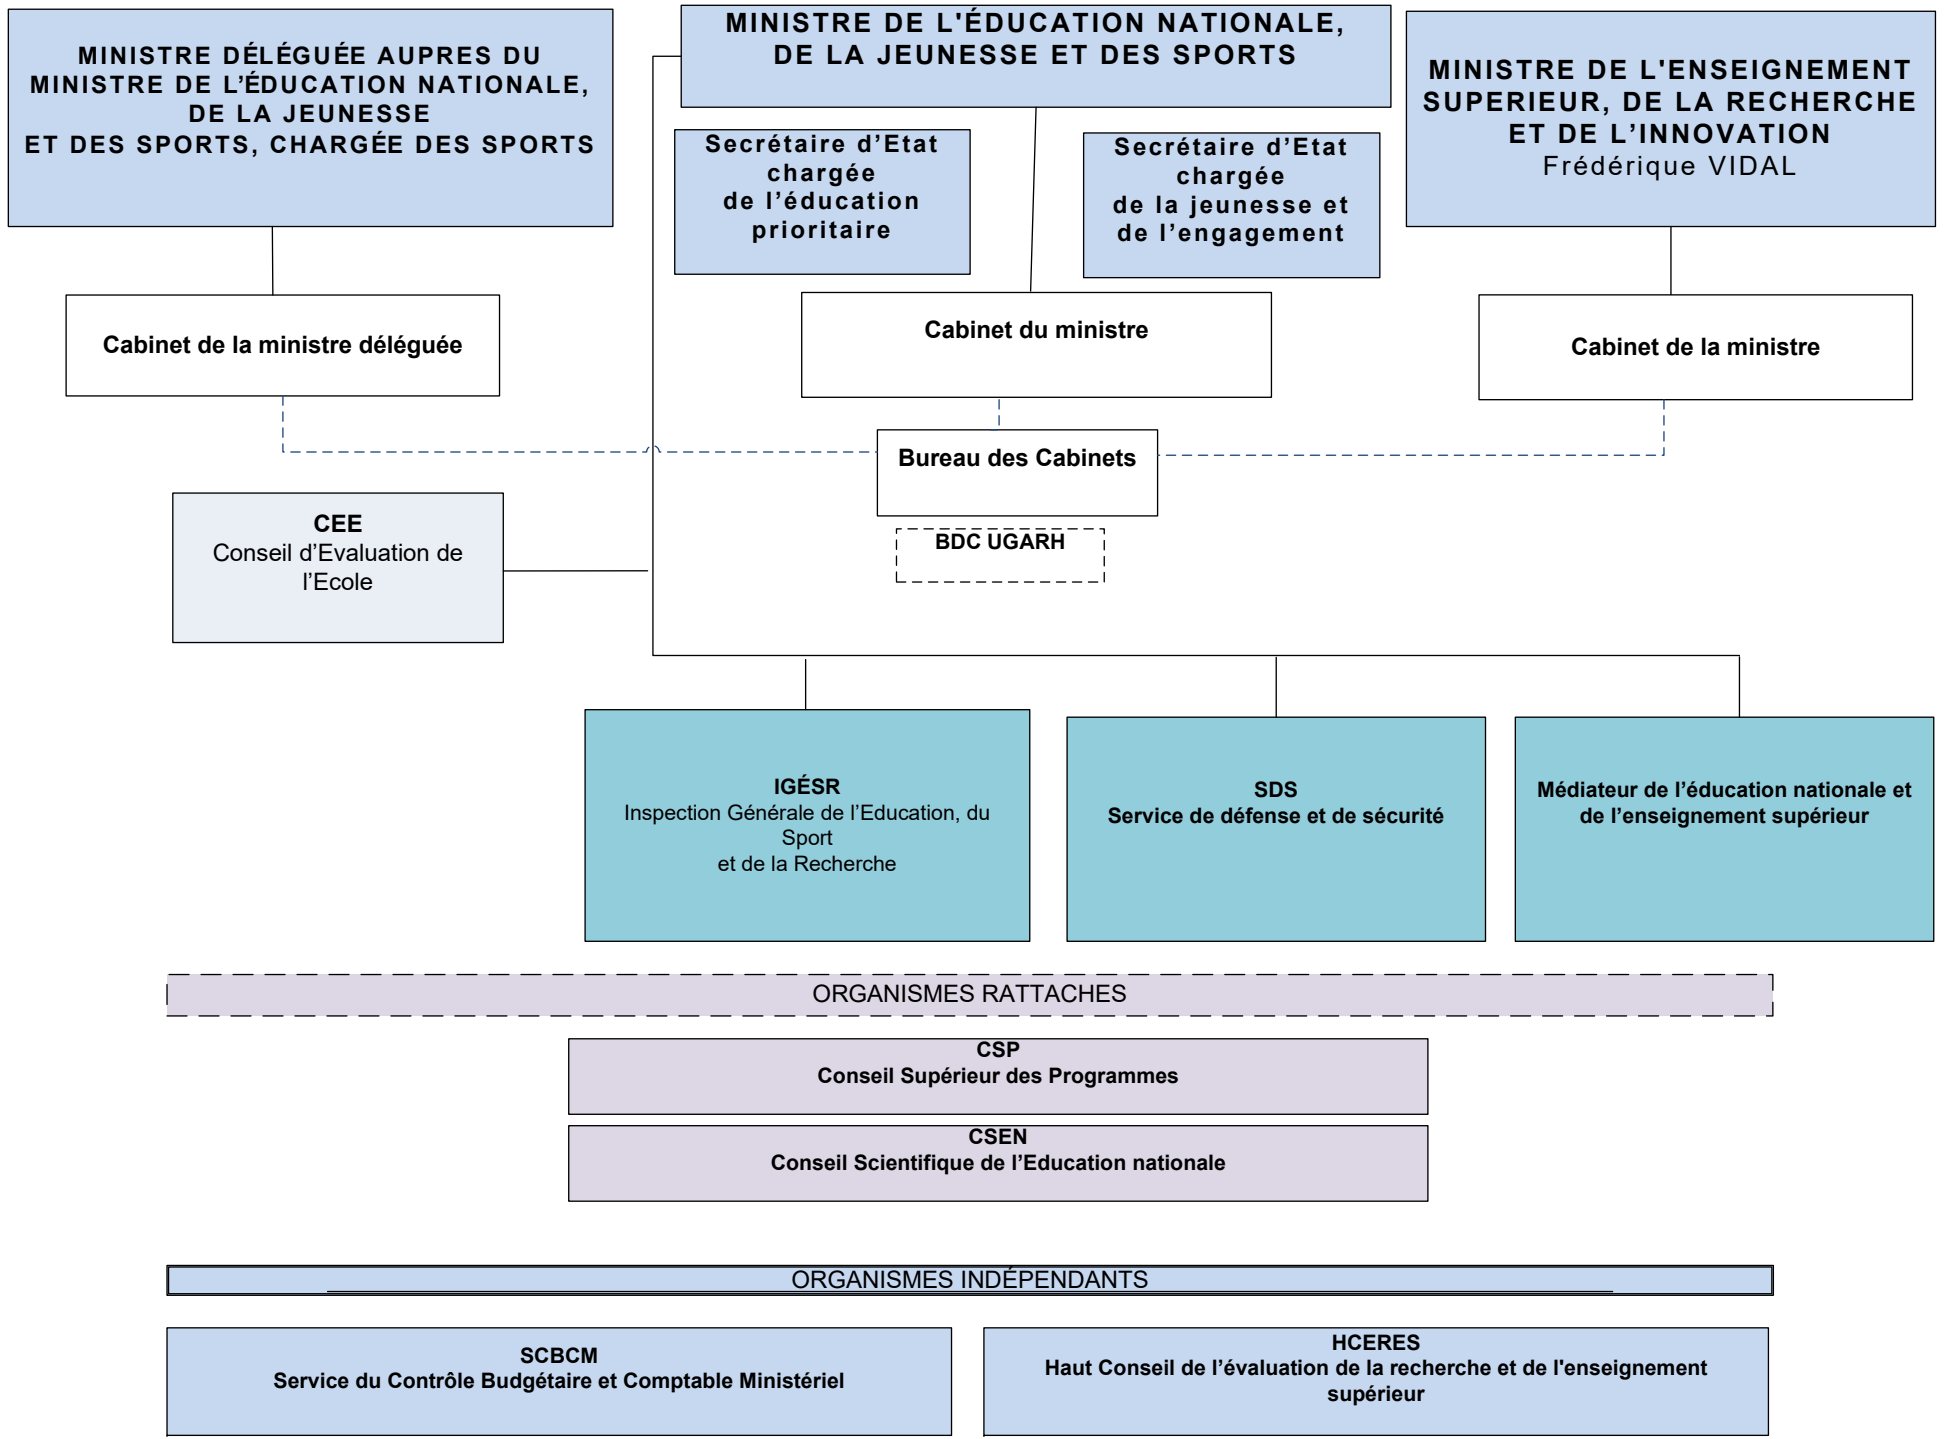 MINISTRE DÉLÉGUÉE AUPRES DU
MINISTRE DE L’ÉDUCATION NATIONALE,
DE LA JEUNESSE
ET DES SPORTS, CHARGÉE DES SPORTS
MINISTRE DE L'ÉDUCATION NATIONALE,
DE LA JEUNESSE ET DES SPORTS
MINISTRE DE L'ENSEIGNEMENT
SUPERIEUR, DE LA RECHERCHE
ET DE L’INNOVATION
Frédérique VIDAL
Secrétaire d’Etat
chargée
de l’éducation
prioritaire
Secrétaire d’Etat
chargée
de la jeunesse et
de l’engagement
Cabinet de la ministre déléguée
Cabinet du ministre
Cabinet de la ministre
Bureau des Cabinets
BDC UGARH
CEE
Conseil d’Evaluation de
l’Ecole
IGÉSR
Inspection Générale de l’Education, du
Sport
et de la Recherche
SDS
Service de défense et de sécurité
Médiateur de l’éducation nationale et
de l’enseignement supérieur
ORGANISMES RATTACHES
CSP
Conseil Supérieur des Programmes
CSEN
Conseil Scientifique de l’Education nationale
ORGANISMES INDÉPENDANTS
SCBCM
Service du Contrôle Budgétaire et Comptable Ministériel
HCERES
Haut Conseil de l’évaluation de la recherche et de l'enseignement
supérieur